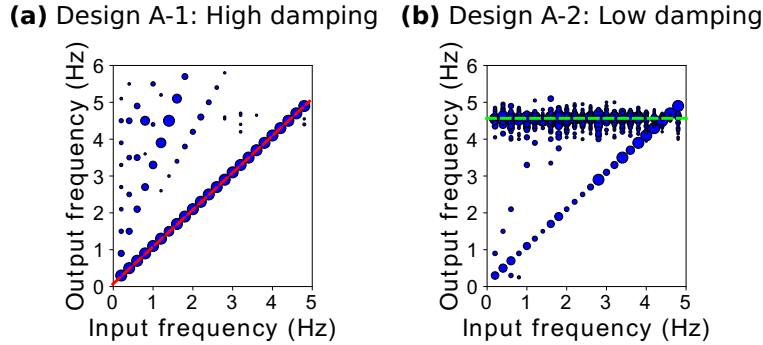 (a) Design A-1: High damping
Output frequency (Hz)
6
5
4
3
2
1
0
0 1 2 3 4 5
Input frequency (Hz)
(b) Design A-2: Low damping
Output frequency (Hz)
6
5
4
3
2
1
0
0 1 2 3 4 5
Input frequency (Hz)